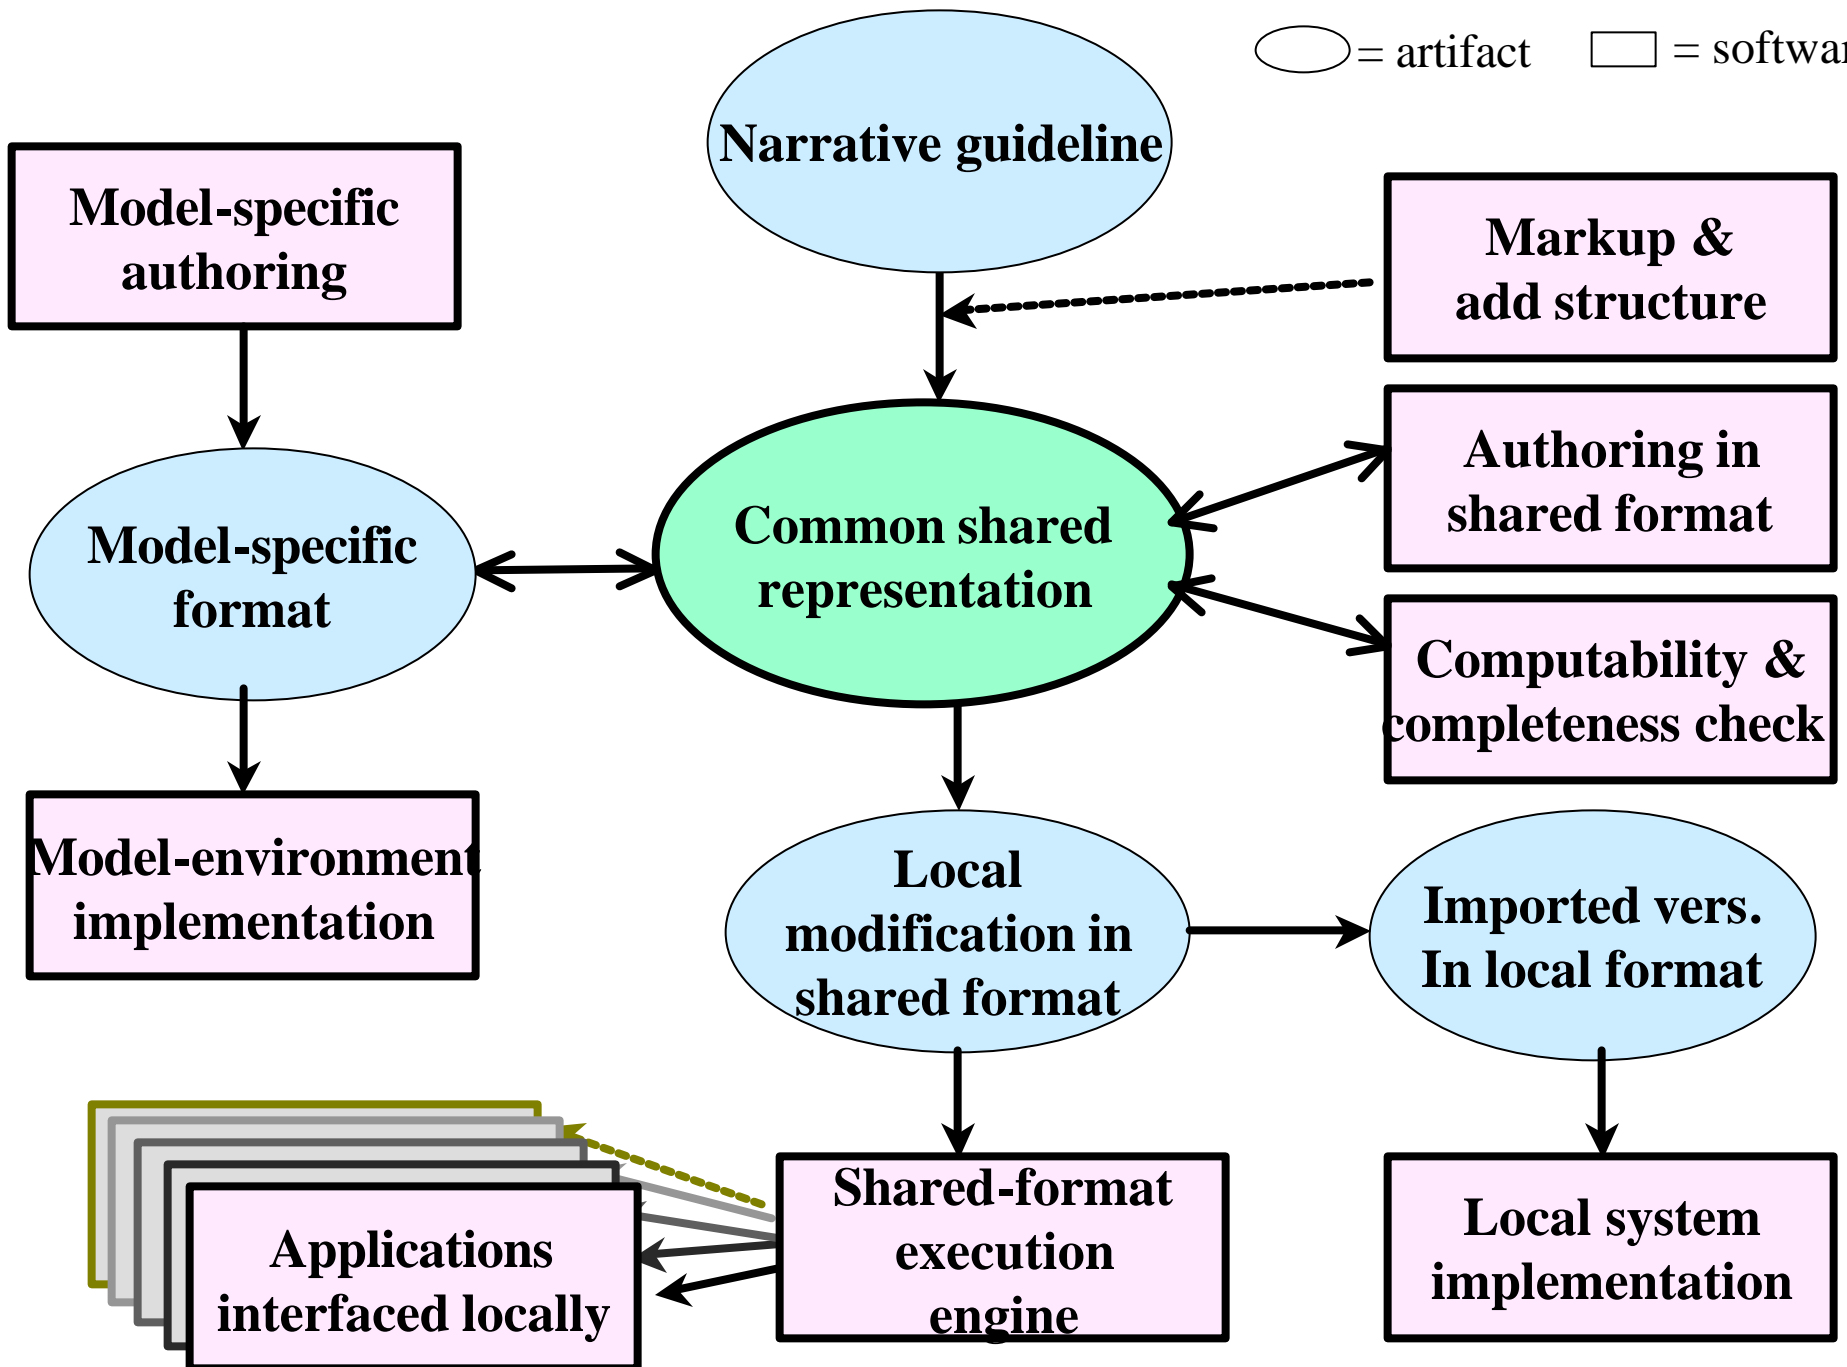 = artifact
= softwar
Narrative guideline
Model-specific
authoring
Markup &
add structure
Authoring in
shared format
Model-specific
format
Common shared
representation
Computability &
completeness check
Model-environment
implementation
Local
modification in
shared format
Imported vers.
In local format
Shared-format
execution
engine
Applications
interfaced locally
Local system
implementation